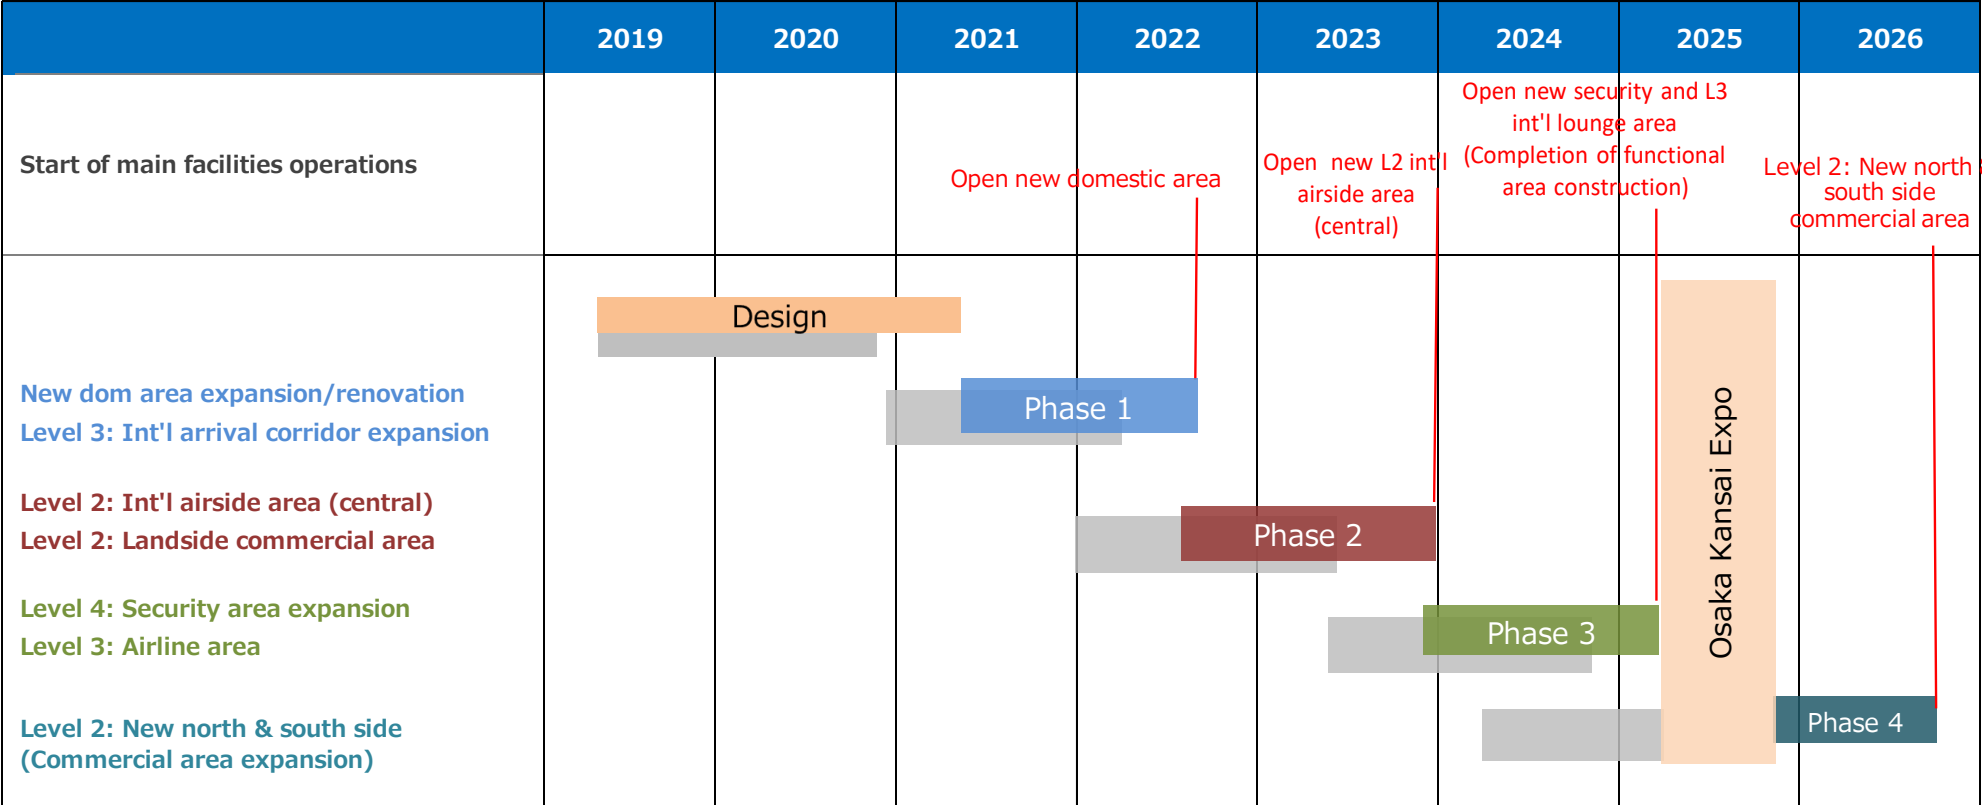 2019 2020 2021 2022 2023 2024 2025 2026
Start of main facilities operations
Open new domestic area
Open new L2 int'l
airside area
(central)
Open new security and L3
int'l lounge area
(Completion of functional
area construction)
Level 2: New north &
south side
commercial area
Design
New dom area expansion/renovation
Level 3: Int'l arrival corridor expansion
Phase 1
Level 2: Int'l airside area (central)
Level 2: Landside commercial area
Phase 2
Level 4: Security area expansion
Level 3: Airline area
Phase 3
Osaka Kansai Expo
Level 2: New north & south side
(Commercial area expansion)
Phase 4